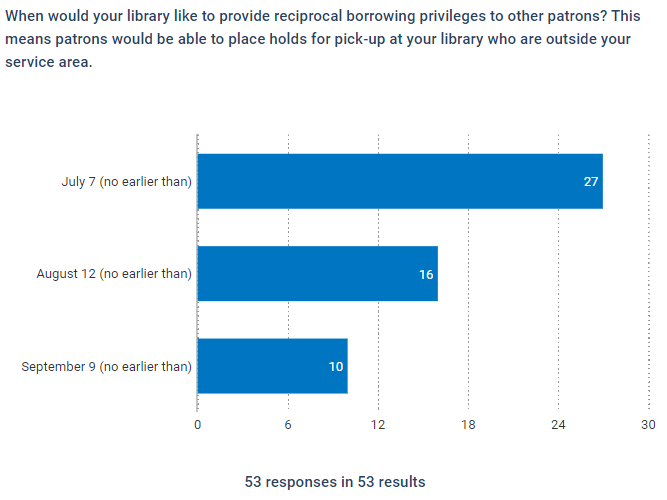 When would your library like to provide reciprocal borrowing privileges to other patrons? This
means patrons would be able to place holds for pick-up at your library who are outside your
service area.
July 7 (no earlier than)
27
August 12 (no earlier than)
16
September 9 (no earlier than)
10
0 6 12 18 24 30
53 responses in 53 results